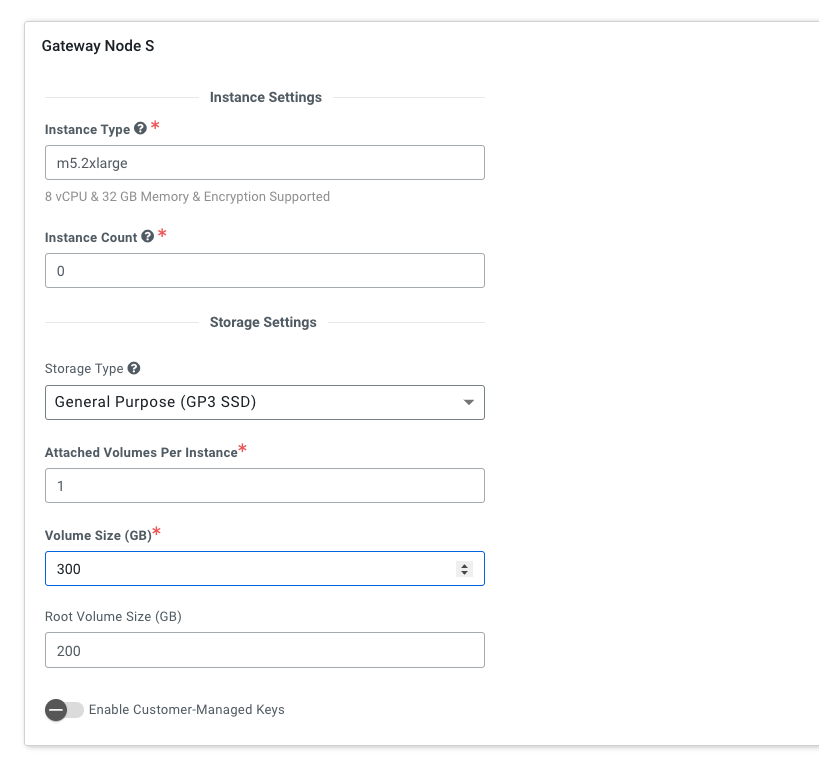 Gateway Node S
Instance Settings
Instance Type ? *
m5.2xlarge
8 vCPU & 32 GB Memory & Encryption Supported
Instance Count ? *
0
Storage Settings
Storage Type ?
General Purpose (GP3 SSD)
Attached Volumes Per Instance*
1
Volume Size (GB)*
300
Root Volume Size (GB)
200
Enable Customer-Managed Keys